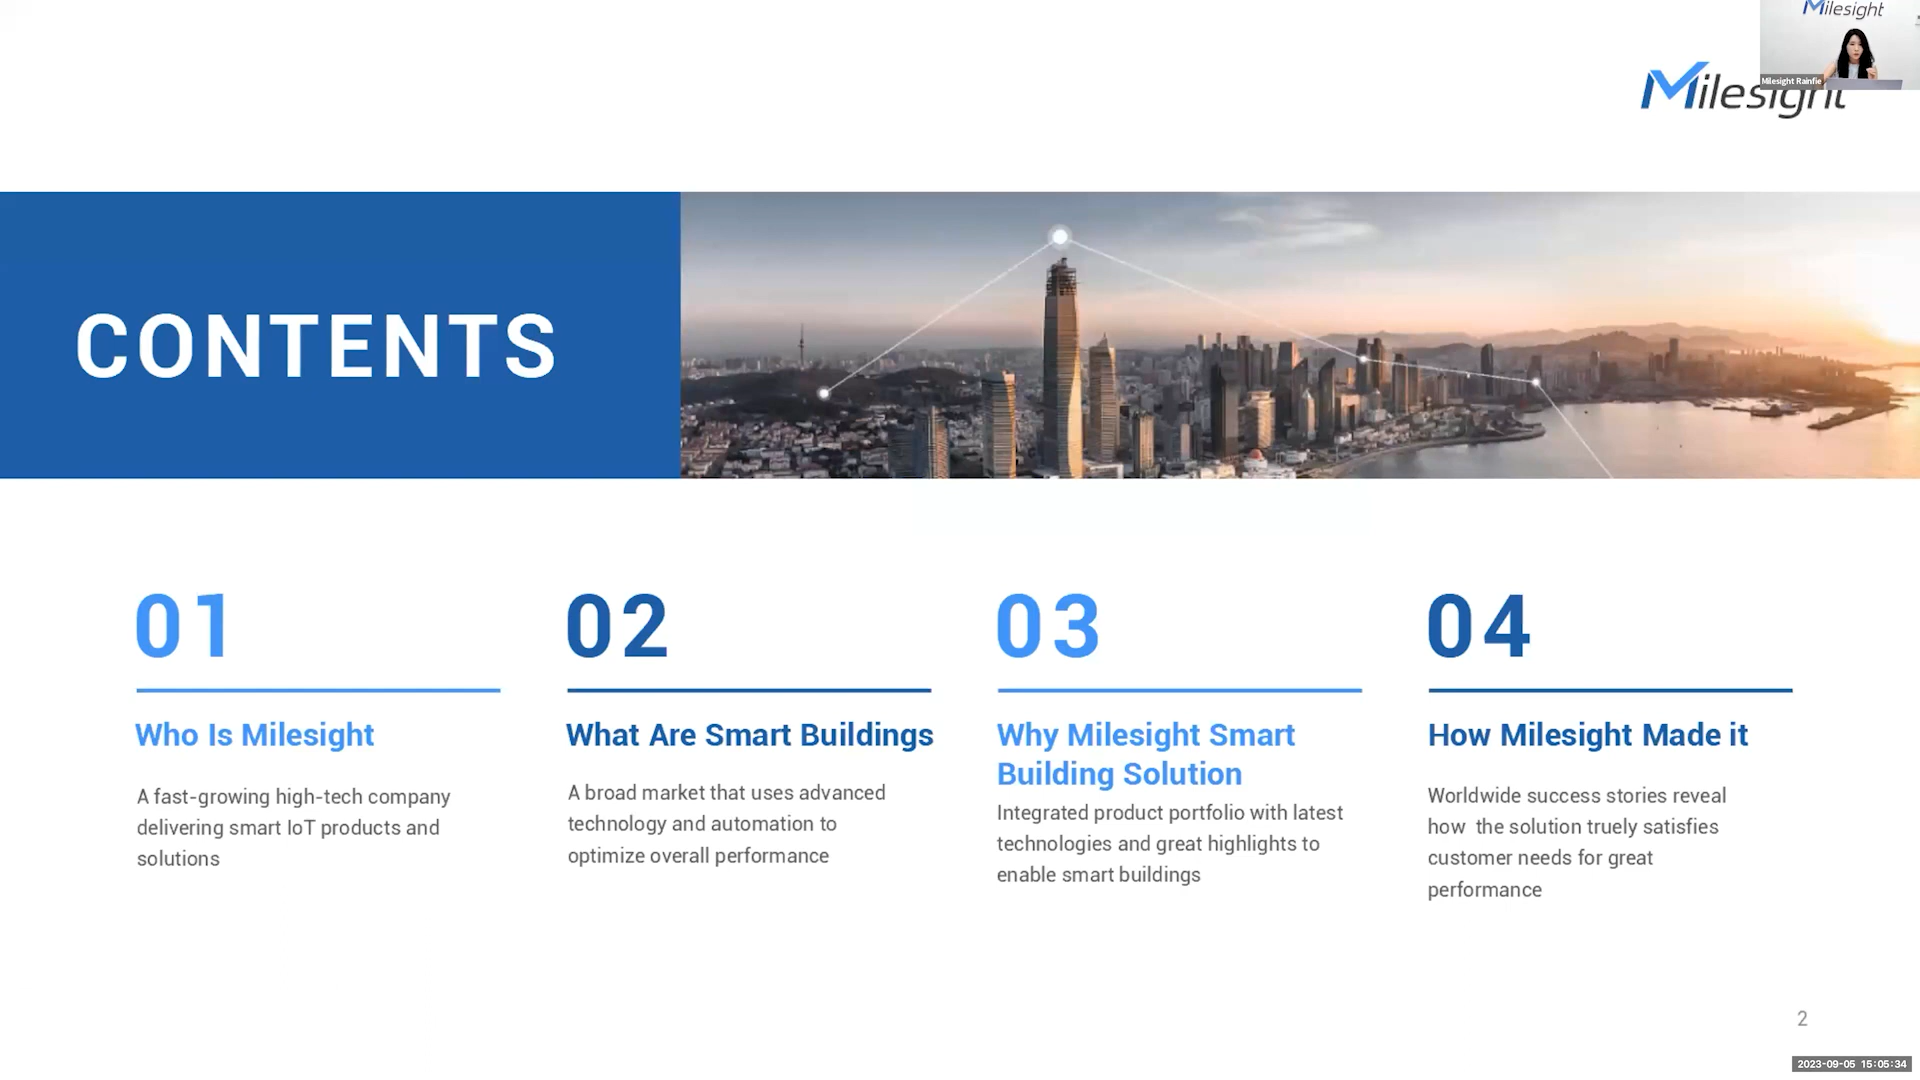 Milesight
Milesight Rainfie
Milesight
CONTENTS
01
Who Is Milesight
A fast-growing high-tech company
delivering smart IoT products and
solutions
02
What Are Smart Buildings
A broad market that uses advanced
technology and automation to
optimize overall performance
03
Why Milesight Smart
Building Solution
Integrated product portfolio with latest
technologies and great highlights to
enable smart buildings
04
How Milesight Made it
Worldwide success stories reveal
how  the solution truely satisfies
customer needs for great
performance
2
2023-09-05 15:05:34